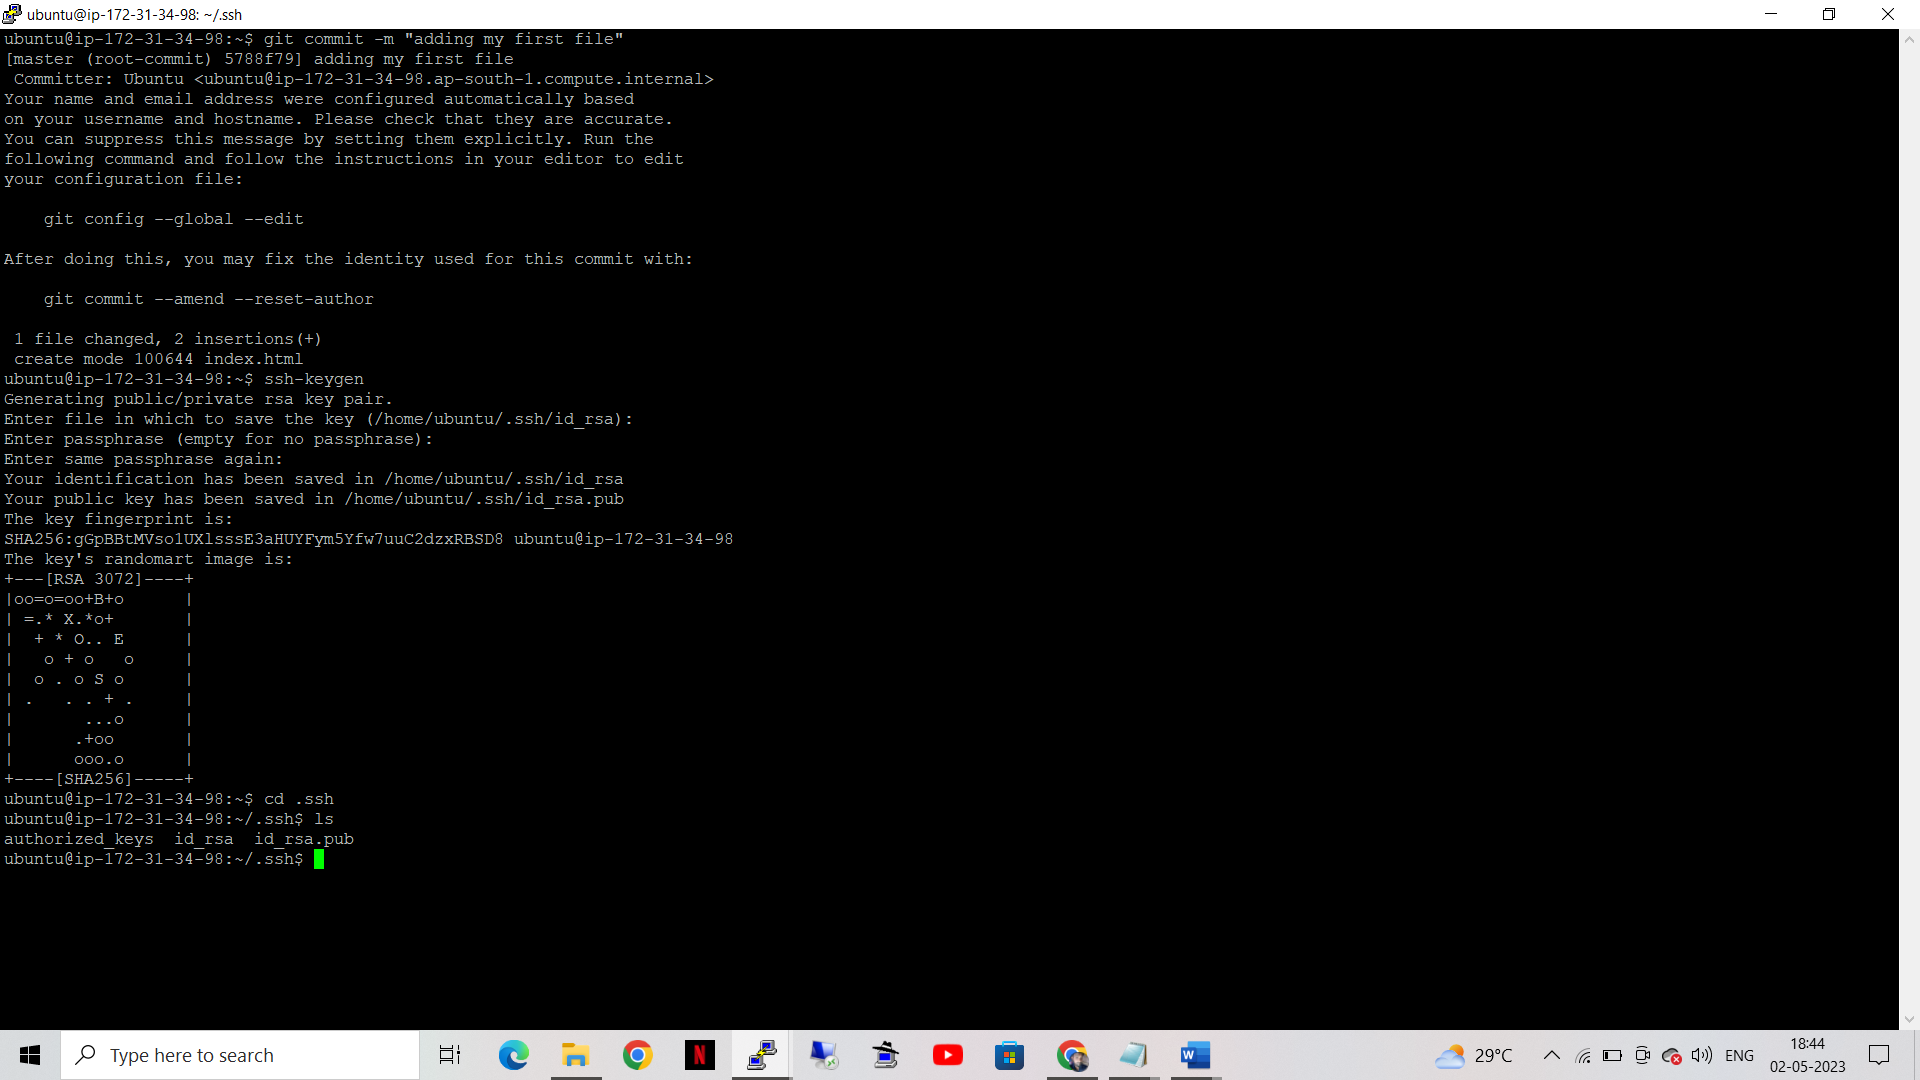 ubuntu@ip-172-31-34-98: ~/.ssh
ubuntu@ip-172-31-34-98:~$ git commit -m "adding my first file"
[master (root-commit) 5788f79] adding my first file
 Committer: Ubuntu <ubuntu@ip-172-31-34-98.ap-south-1.compute.internal>
Your name and email address were configured automatically based
on your username and hostname. Please check that they are accurate.
You can suppress this message by setting them explicitly. Run the
following command and follow the instructions in your editor to edit
your configuration file:
    git config --global --edit
After doing this, you may fix the identity used for this commit with:
    git commit --amend --reset-author
 1 file changed, 2 insertions(+)
 create mode 100644 index.html
ubuntu@ip-172-31-34-98:~$ ssh-keygen
Generating public/private rsa key pair.
Enter file in which to save the key (/home/ubuntu/.ssh/id_rsa):
Enter passphrase (empty for no passphrase):
Enter same passphrase again:
Your identification has been saved in /home/ubuntu/.ssh/id_rsa
Your public key has been saved in /home/ubuntu/.ssh/id_rsa.pub
The key fingerprint is:
SHA256:gGpBBtMVso1UXlsssE3aHUYFym5Yfw7uuC2dzxRBSD8 ubuntu@ip-172-31-34-98
The key's randomart image is:
+---[RSA 3072]----+
|oo=o=oo+B+o      |
| =.* X.*o+       |
|  + * O.. E      |
|   o + o   o     |
|  o . o S o      |
| .   . . + .     |
|       ...o      |
|      .+oo       |
|      ooo.o      |
+----[SHA256]-----+
ubuntu@ip-172-31-34-98:~$ cd .ssh
ubuntu@ip-172-31-34-98:~/.ssh$ ls
authorized_keys  id_rsa  id_rsa.pub
ubuntu@ip-172-31-34-98:~/.ssh$
Type here to search
N
W
29°C
ENG
18:44
02-05-2023